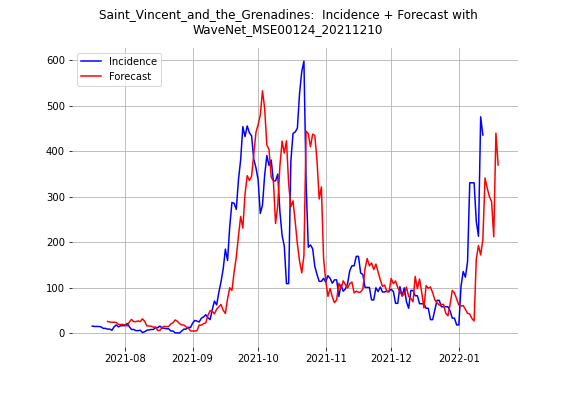 Saint_Vincent_and_the_Grenadines:  Incidence + Forecast with
WaveNet_MSE00124_20211210
Incidence
Forecast
600
500
400
300
200
100
0
2021-08 2021-09 2021-10 2021-11 2021-12 2022-01